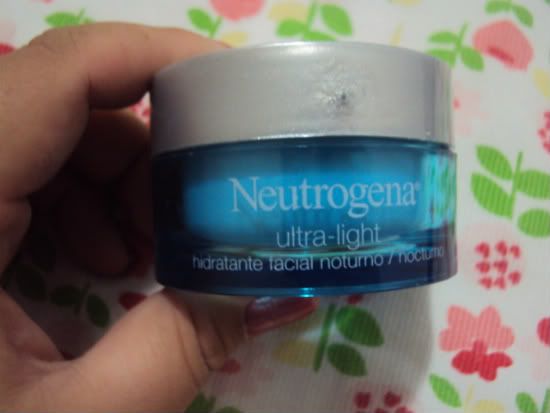 Neutrogena®
ultra-light
hidratante facial noturno / nocturno